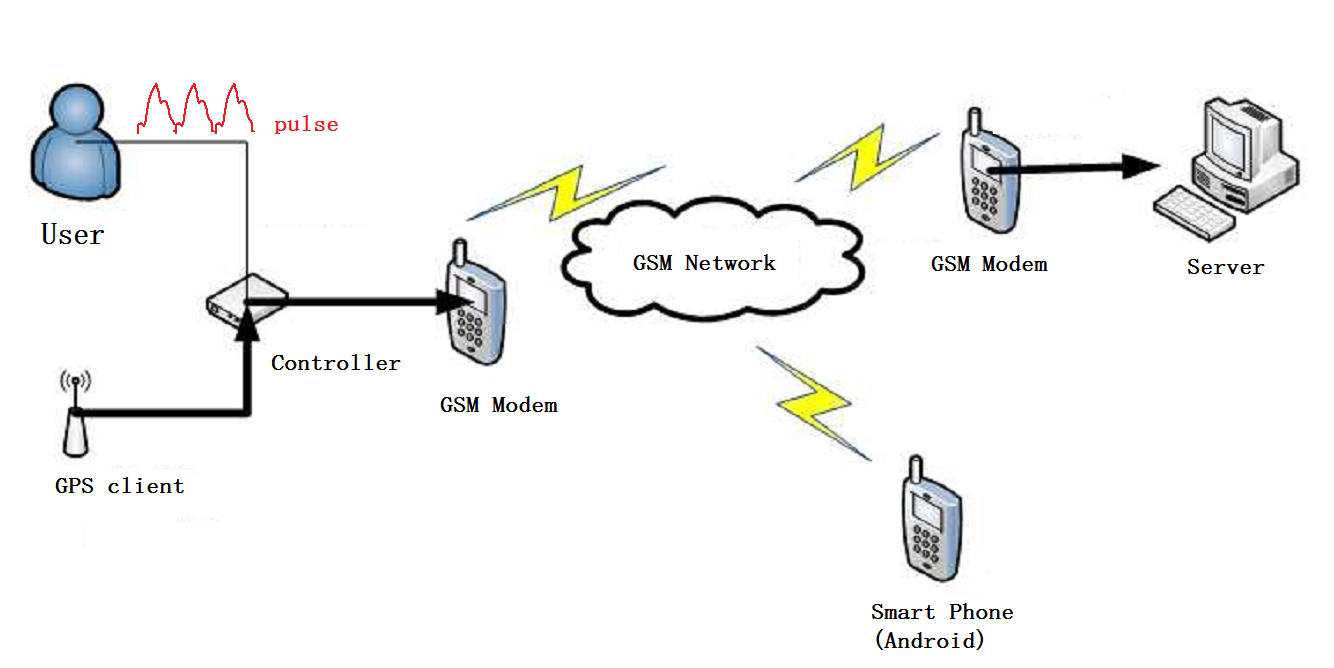 pulse
User
GSM Network
GSM Modem
Server
Controller
GSM Modem
GPS client
Smart Phone
(Android)